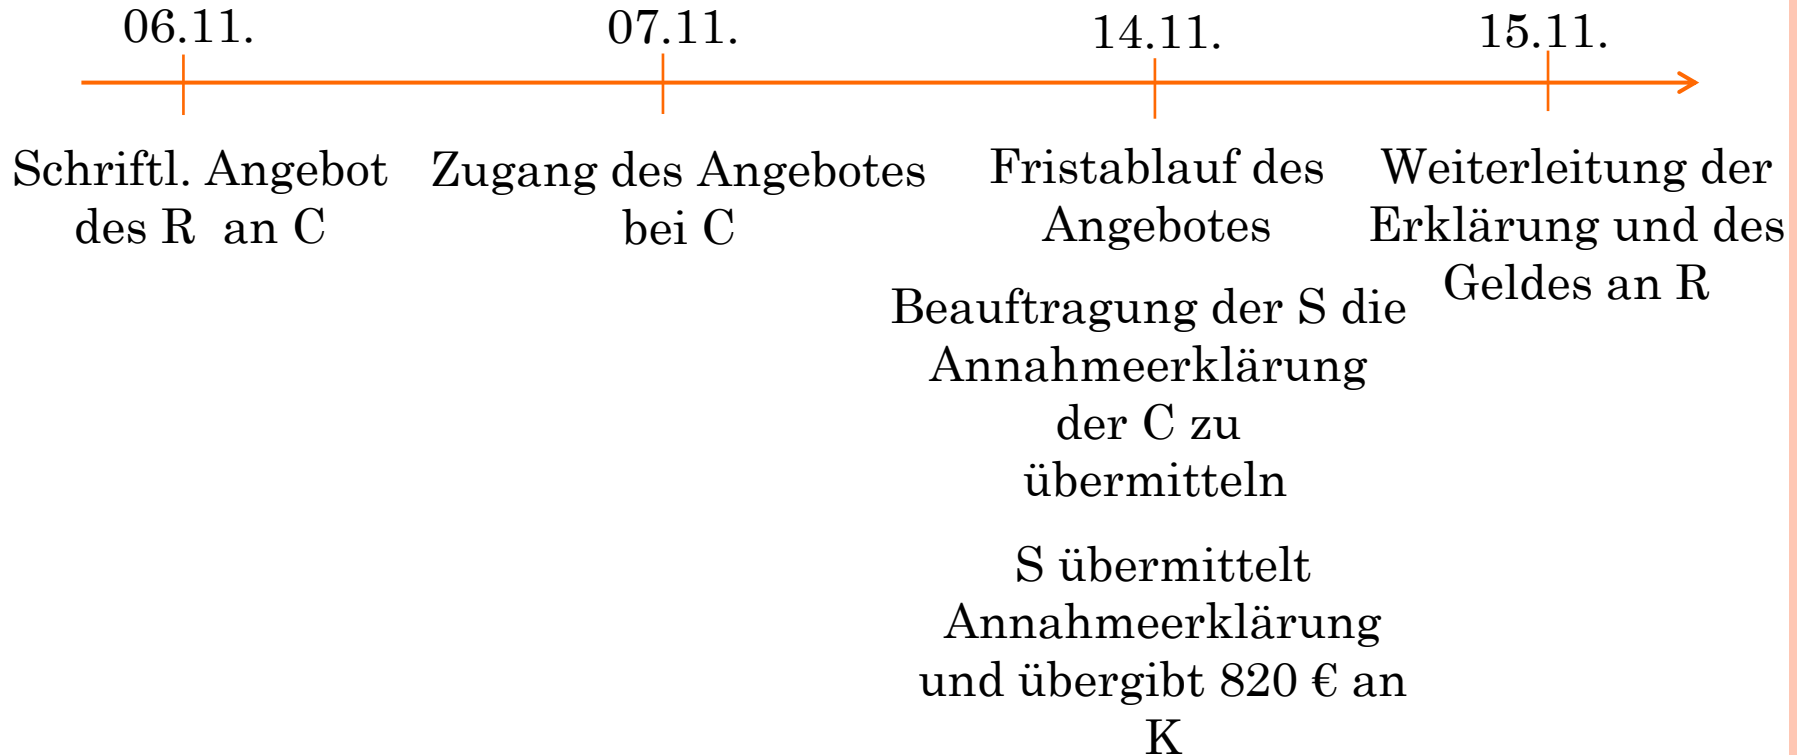 06.11.
07.11.
14.11.
15.11.
Schriftl. Angebot
des R an C
Zugang des Angebotes
bei C
Fristablauf des
Angebotes
Beauftragung der S die
Annahmeerklärung
der C zu
übermitteln
S übermittelt
Annahmeerklärung
und übergibt 820 € an
K
Weiterleitung der
Erklärung und des
Geldes an R